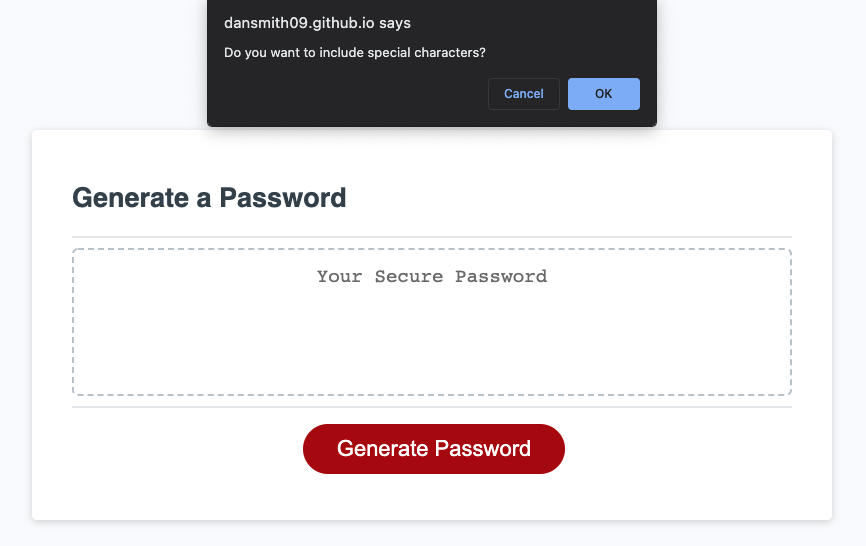 dansmith09.github.io says
Do you want to include special characters?
Cancel
OK
Generate a Password
Your Secure Password
Generate Password